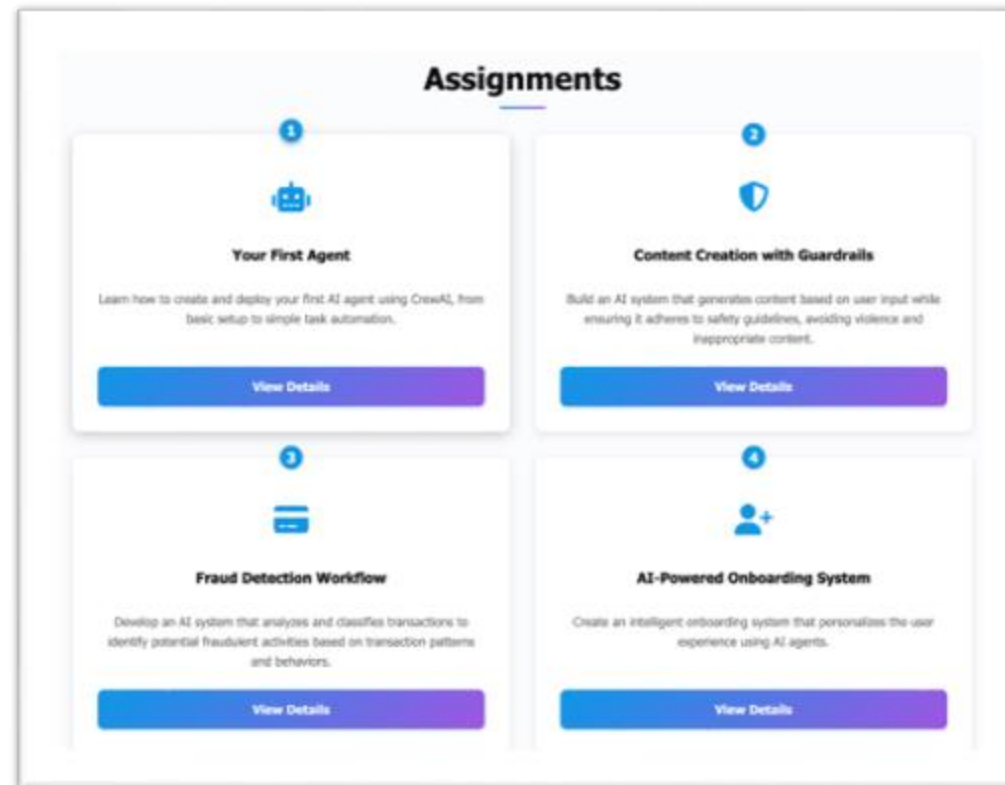 Assignments
1
Your First Agent
Learn how to create and deploy your first AI agent using CrewAI, from
basic setup to simple task automation.
View Details
2
Content Creation with Guardrails
Build an AI system that generates content based on user input while
ensuring it adheres to safety guidelines, avoiding violence and
inappropriate content.
View Details
3
Fraud Detection Workflow
Develop an AI system that analyzes and classifies transactions to
identify potential fraudulent activities based on transaction patterns
and behaviors.
View Details
4
AI-Powered Onboarding System
Create an intelligent onboarding system that personalizes the user
experience using AI agents.
View Details